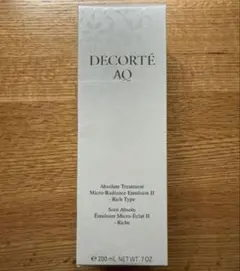 DECORTÉ
AQ
Absolute Treatment
Micro-Radiance Emulsion II
- Rich Type
Soin Absolu
Émulsion Micro-Éclat II
- Riche
℮ 200 mL NET WT. 7 OZ.